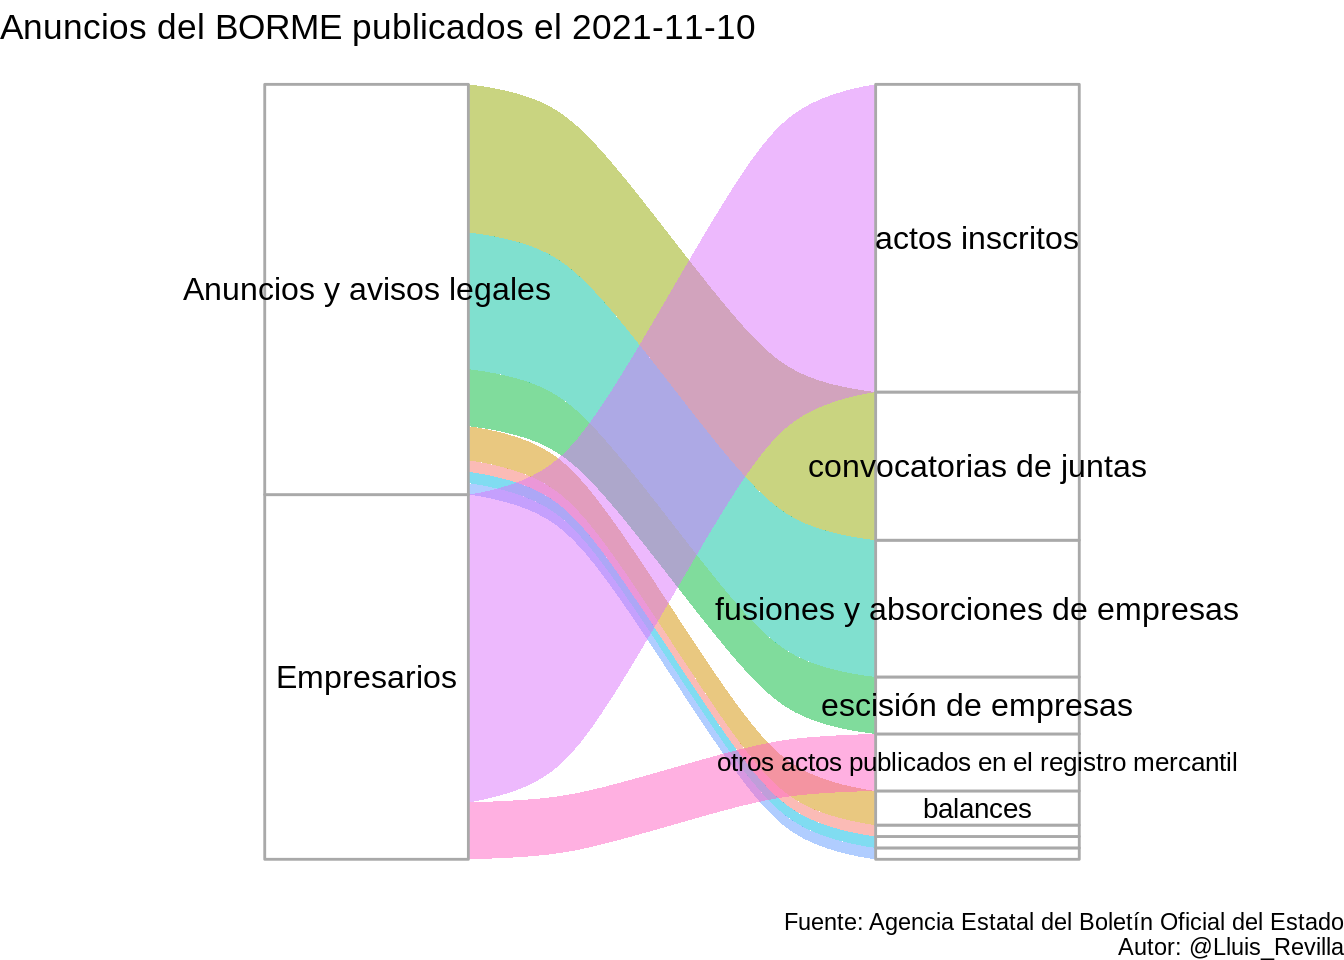 Anuncios del BORME publicados el 2021-11-10
actos inscritos
Anuncios y avisos legales
convocatorias de juntas
fusiones y absorciones de empresas
Empresarios
escisión de empresas
otros actos publicados en el registro mercantil
balances
Fuente: Agencia Estatal del Boletín Oficial del Estado
Autor: @Lluis_Revilla